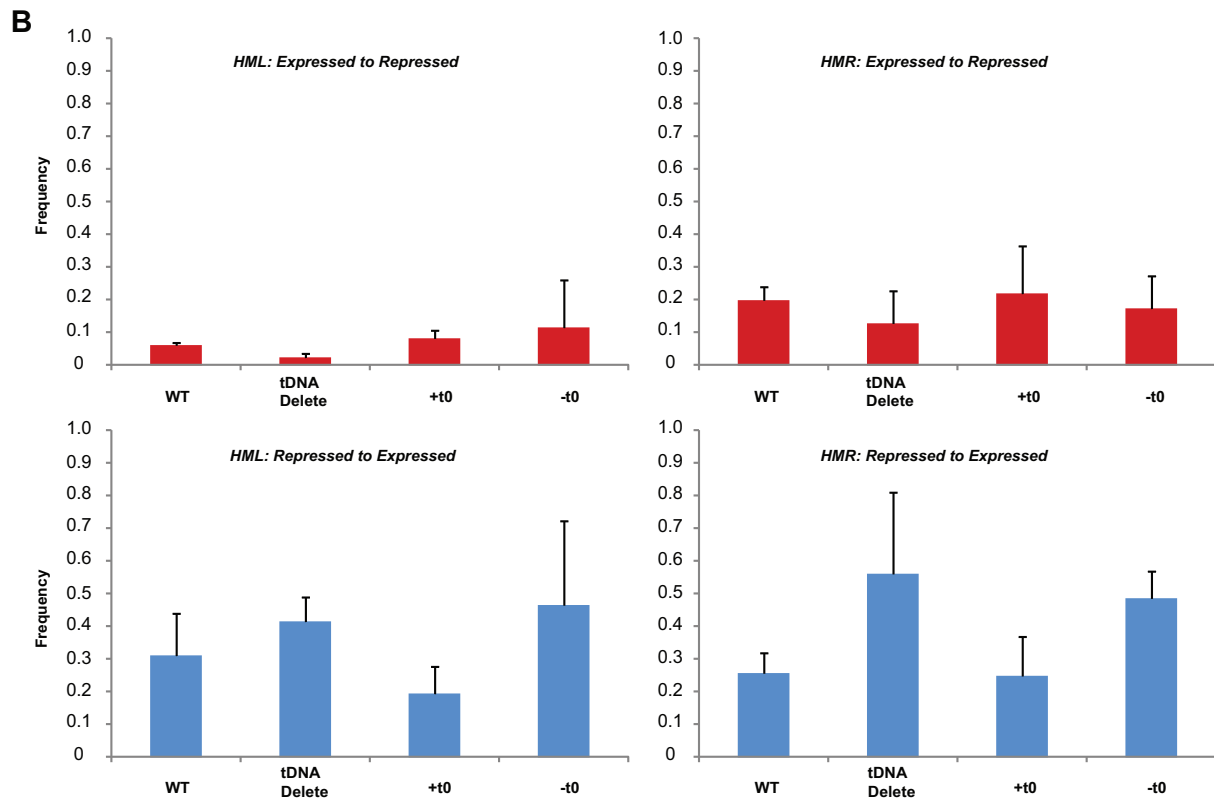 B
HML: Expressed to Repressed
Frequency
1.0
0.9
0.8
0.7
0.6
0.5
0.4
0.3
0.2
0.1
0
WT
tDNA
Delete
+t0
-t0
HMR: Expressed to Repressed
1.0
0.9
0.8
0.7
0.6
0.5
0.4
0.3
0.2
0.1
0
WT
tDNA
Delete
+t0
-t0
HML: Repressed to Expressed
Frequency
1.0
0.9
0.8
0.7
0.6
0.5
0.4
0.3
0.2
0.1
0
WT
tDNA
Delete
+t0
-t0
HMR: Repressed to Expressed
1.0
0.9
0.8
0.7
0.6
0.5
0.4
0.3
0.2
0.1
0
WT
tDNA
Delete
+t0
-t0